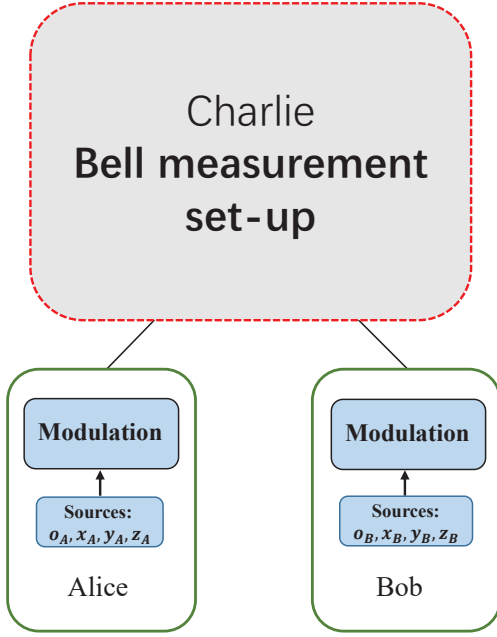 Charlie
Bell measurement
set-up
Modulation
Sources:
o_A, x_A, y_A, z_A
Alice
Modulation
Sources:
o_B, x_B, y_B, z_B
Bob